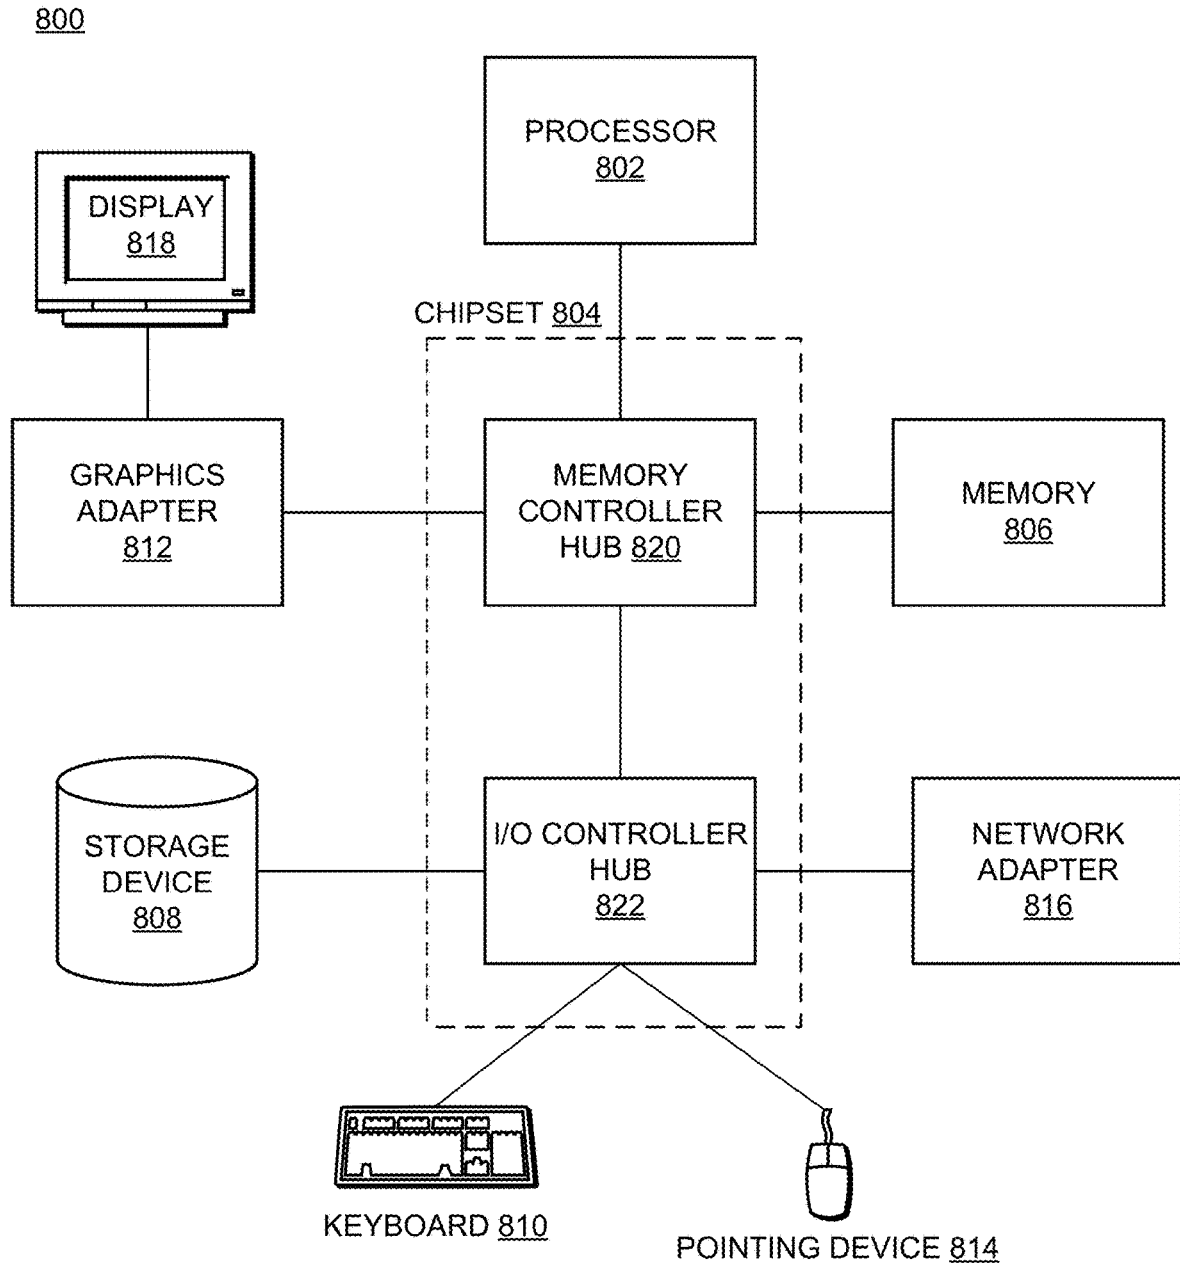 800
PROCESSOR
802
DISPLAY
818
CHIPSET 804
GRAPHICS
ADAPTER
812
MEMORY
CONTROLLER
HUB 820
MEMORY
806
STORAGE
DEVICE
808
I/O CONTROLLER
HUB
822
NETWORK
ADAPTER
816
KEYBOARD 810
POINTING DEVICE 814